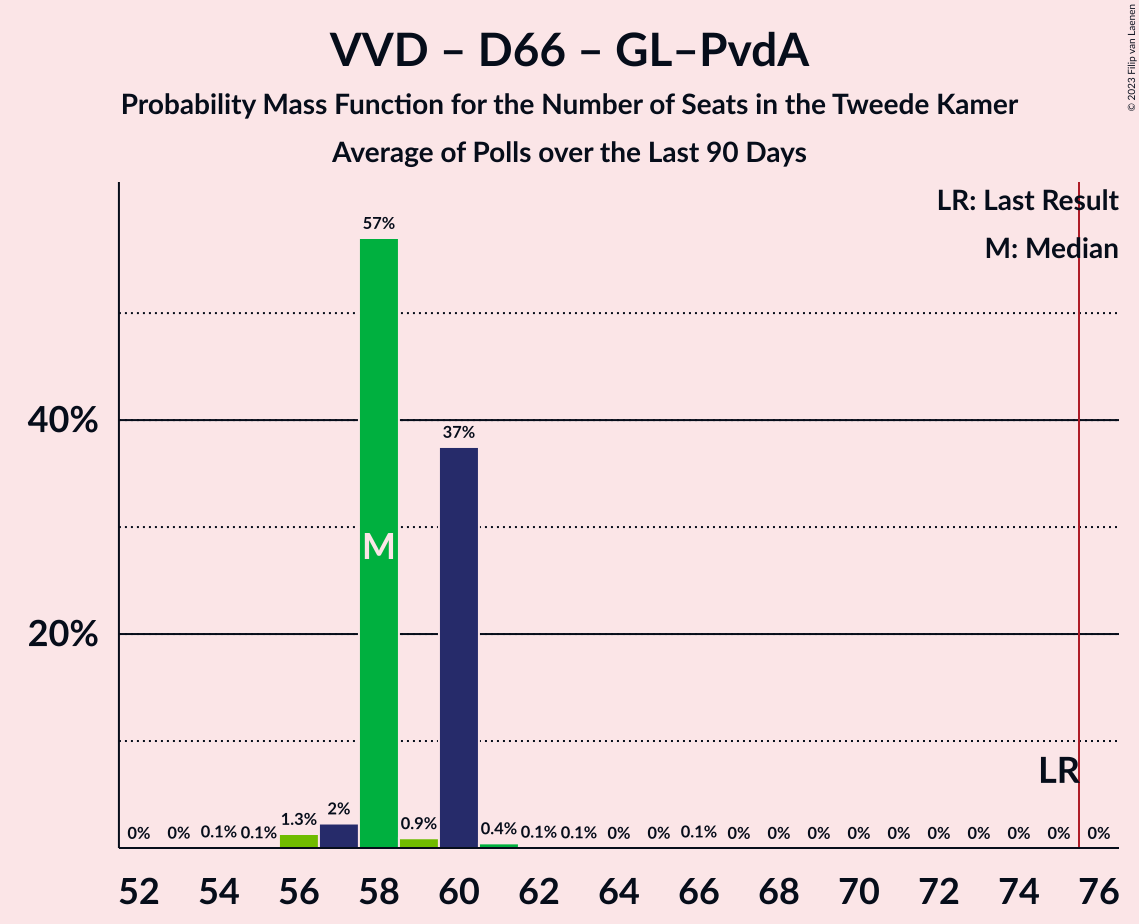 VVD – D66 – GL–PvdA
Probability Mass Function for the Number of Seats in the Tweede Kamer
Average of Polls over the Last 90 Days
© 2023 Filip van Laenen
LR: Last Result
M: Median
57%
40%
37%
M
20%
LR
0% 0% 0.1% 0.1% 1.3% 2% 0.9% 0.4% 0.1% 0.1% 0% 0% 0.1% 0% 0% 0% 0% 0% 0% 0% 0% 0% 0%
52 54 56 58 60 62 64 66 68 70 72 74 76